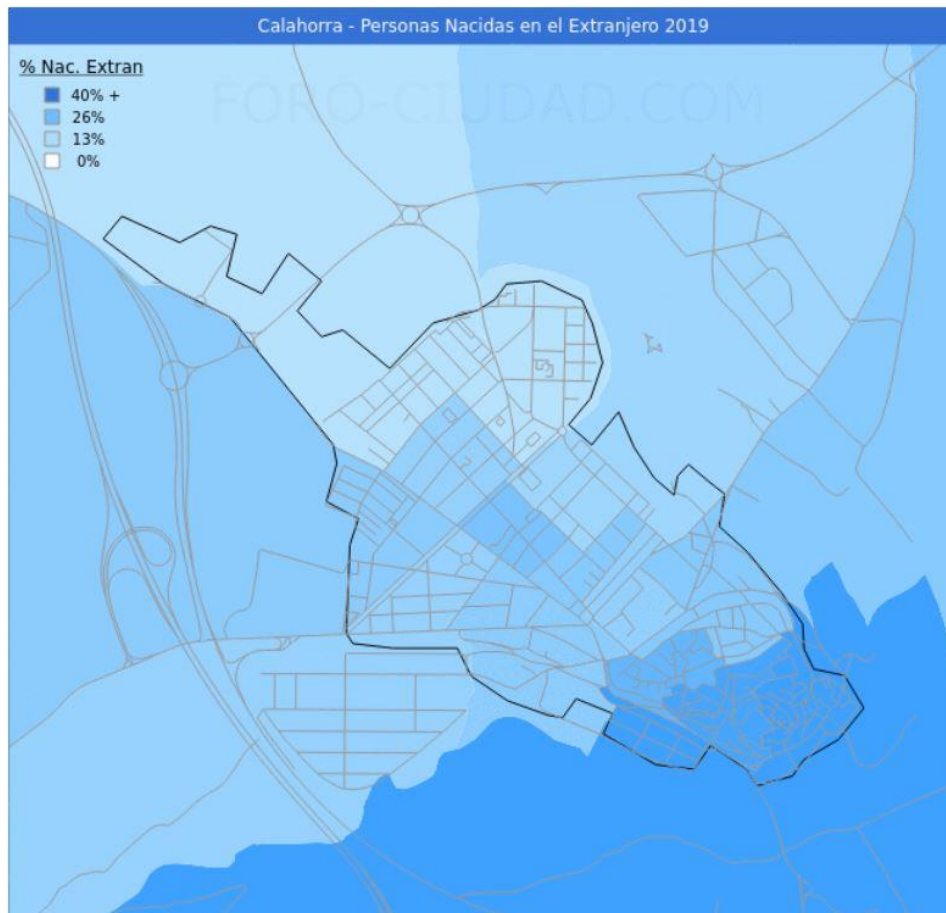 Calahorra - Personas Nacidas en el Extranjero 2019
% Nac. Extran
FORO-CIUDAD.COM
40% +
26%
13%
0%